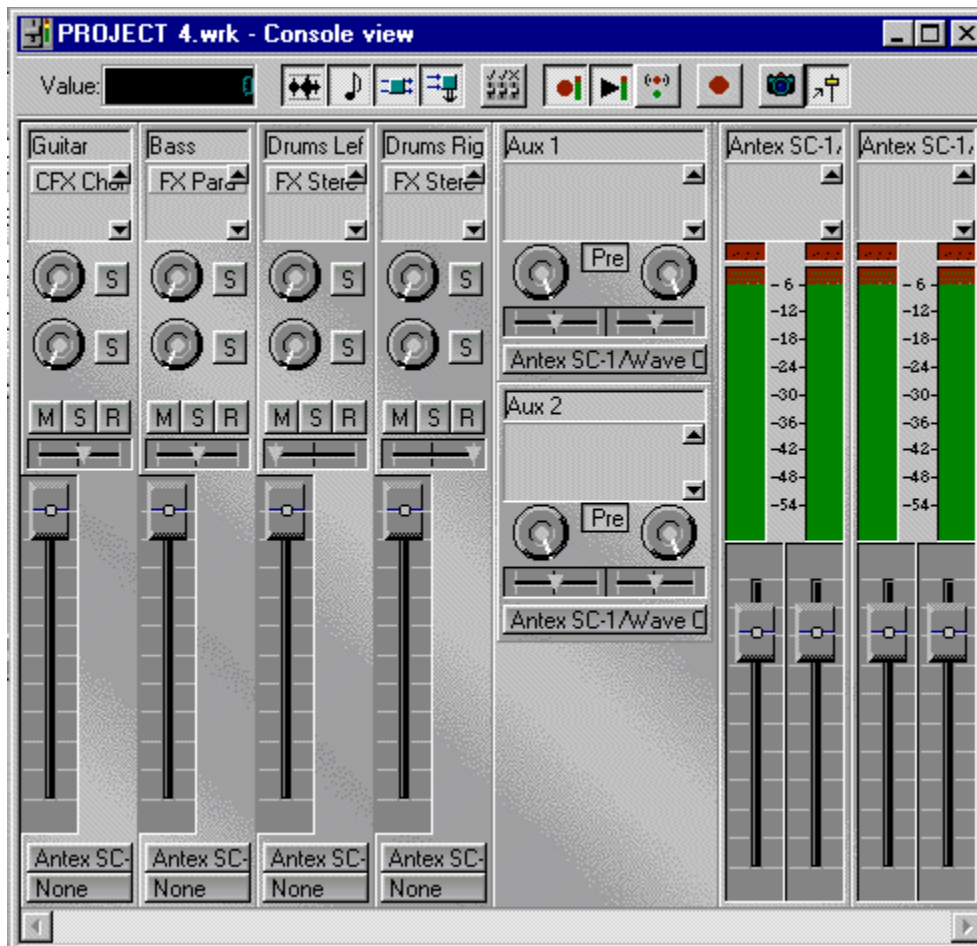 PROJECT 4.wrk - Console view
Value: 0
Guitar
CFX Chor
S
S
M S R
Antex SC-
None
Bass
FX Para
S
S
M S R
Antex SC-
None
Drums Lef
FX Stere
S
S
M S R
Antex SC-
None
Drums Rig
FX Stere
S
S
M S R
Antex SC-
None
Aux 1
Pre
Antex SC-1/Wave C
Aux 2
Pre
Antex SC-1/Wave C
Antex SC-1/
- 6 -
-12-
-18-
-24-
-30-
-36-
-42-
-48-
-54-
Antex SC-1/
- 6 -
-12-
-18-
-24-
-30-
-36-
-42-
-48-
-54-